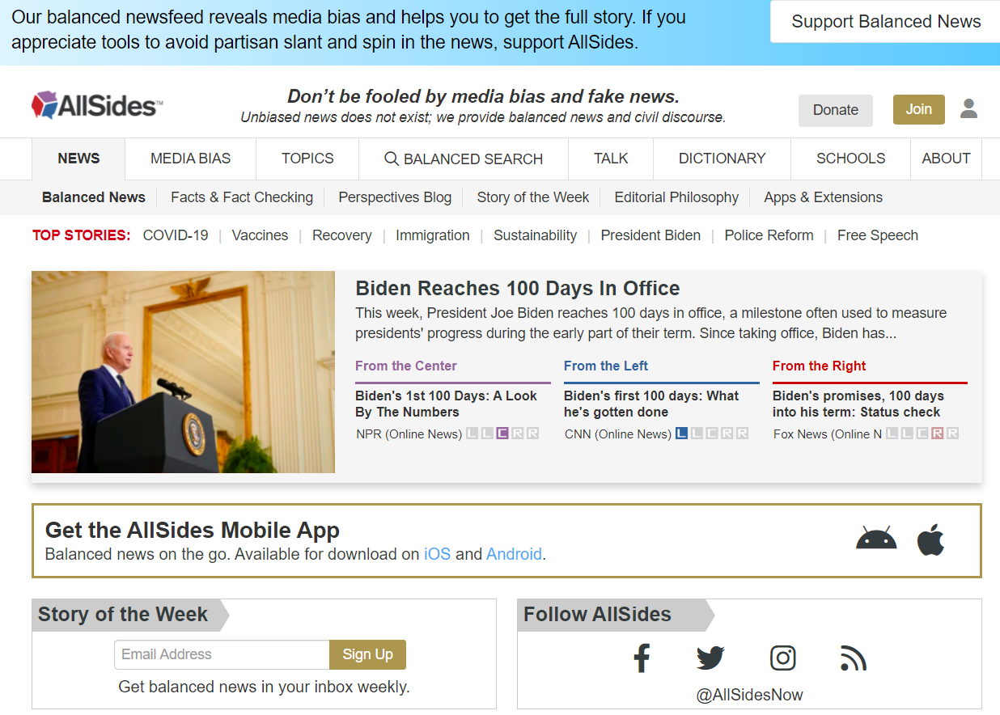 Our balanced newsfeed reveals media bias and helps you to get the full story. If you
appreciate tools to avoid partisan slant and spin in the news, support AllSides.
Support Balanced News
AllSides™
Don't be fooled by media bias and fake news.
Unbiased news does not exist; we provide balanced news and civil discourse.
Donate
Join
NEWS
MEDIA BIAS
TOPICS
BALANCED SEARCH
TALK
DICTIONARY
SCHOOLS
ABOUT
Balanced News
Facts & Fact Checking
Perspectives Blog
Story of the Week
Editorial Philosophy
Apps & Extensions
TOP STORIES: COVID-19 | Vaccines | Recovery | Immigration | Sustainability | President Biden | Police Reform | Free Speech
Biden Reaches 100 Days In Office
This week, President Joe Biden reaches 100 days in office, a milestone often used to measure
presidents' progress during the early part of their term. Since taking office, Biden has...
From the Center
Biden's 1st 100 Days: A Look
By The Numbers
NPR (Online News) L L C R R
From the Left
Biden's first 100 days: What
he's gotten done
CNN (Online News) L L C R R
From the Right
Biden's promises, 100 days
into his term: Status check
Fox News (Online N L L C R R
Get the AllSides Mobile App
Balanced news on the go. Available for download on iOS and Android.
Story of the Week
Email Address
Sign Up
Get balanced news in your inbox weekly.
Follow AllSides
@AllSidesNow